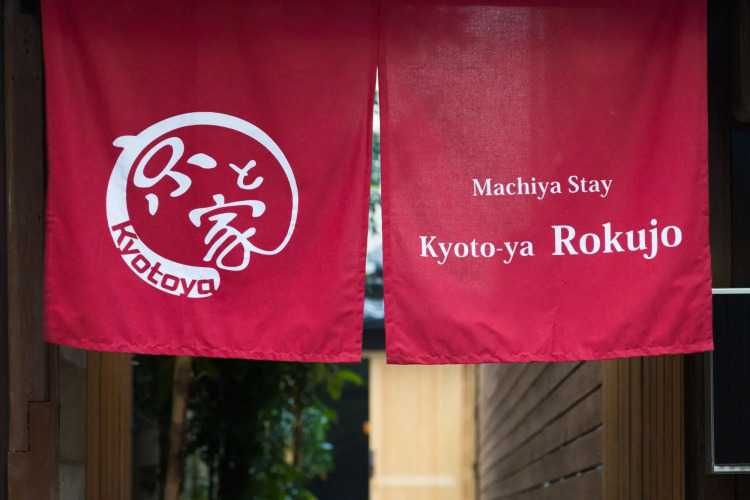 京と家
Kyotoya
Machiya Stay
Kyoto-ya Rokujo